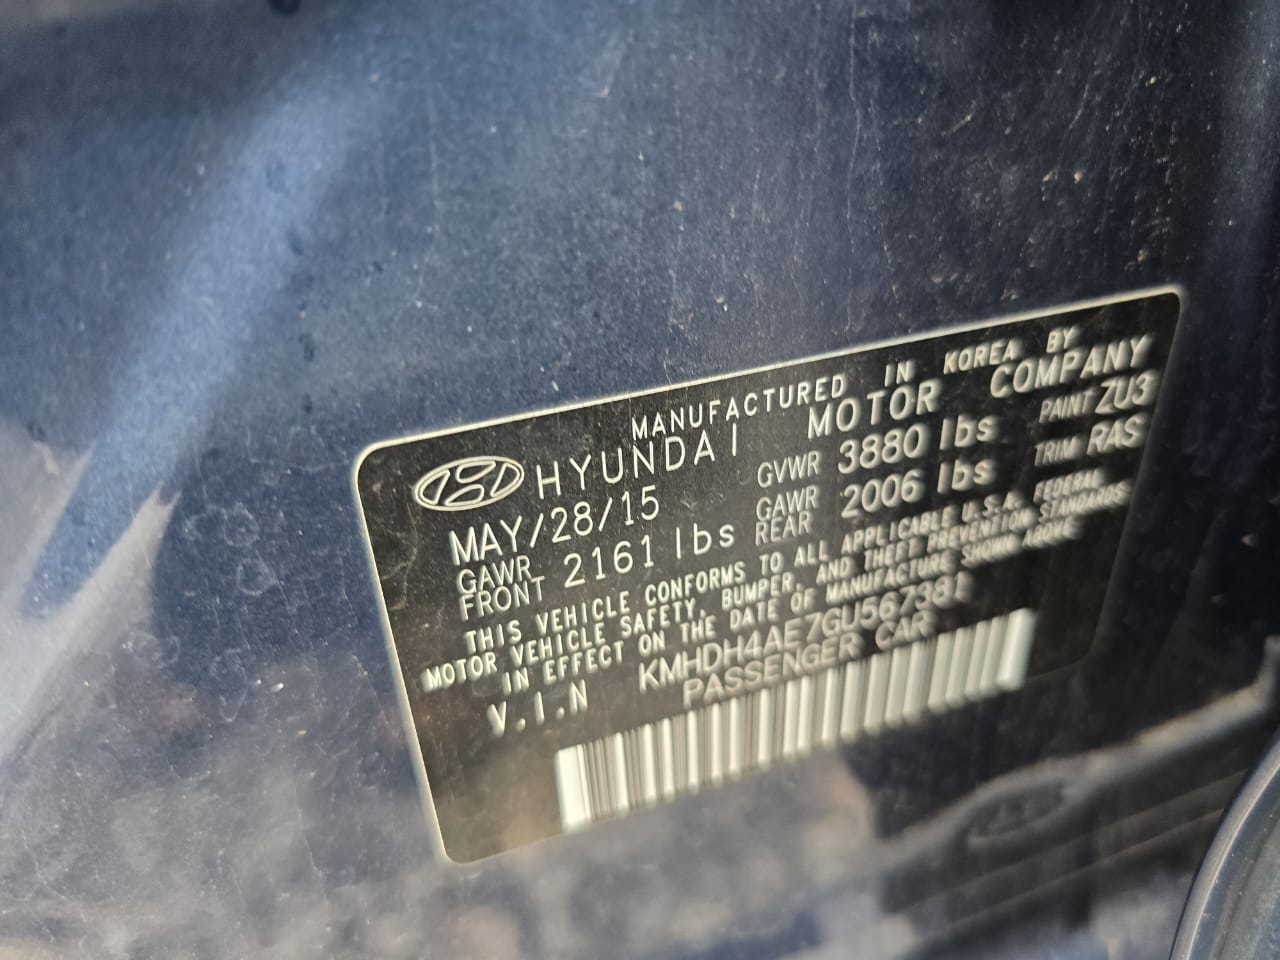 MANUFACTURED IN KOREA BY
HYUNDAI MOTOR COMPANY
MAY/28/15 GVWR 3880 lbs PAINT ZU3
GAWR FRONT 2161 lbs GAWR REAR 2006 lbs TRIM RAS
THIS VEHICLE CONFORMS TO ALL APPLICABLE U.S.A. FEDERAL
MOTOR VEHICLE SAFETY, BUMPER, AND THEFT PREVENTION STANDARDS
IN EFFECT ON THE DATE OF MANUFACTURE SHOWN ABOVE
V.I.N KMHDH4AE7GU567381
PASSENGER CAR